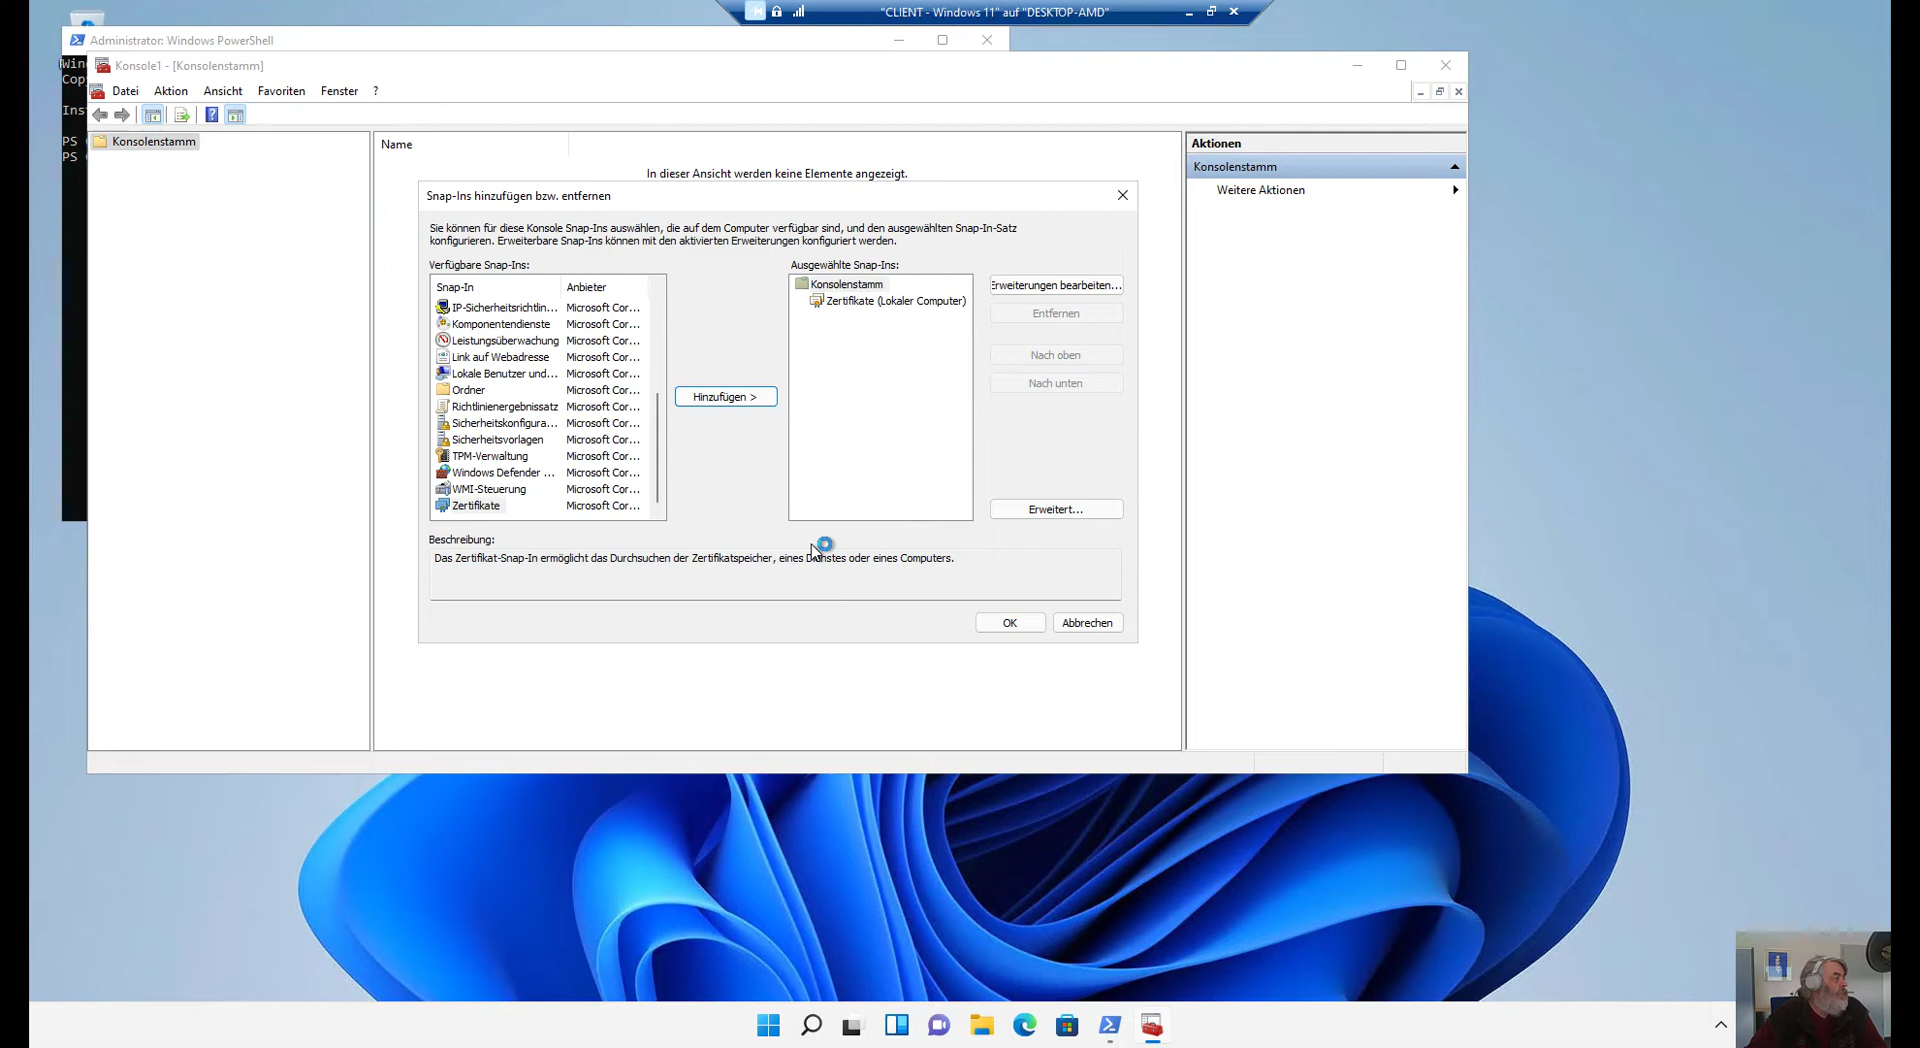 "CLIENT - Windows 11" auf "DESKTOP-AMD"
Administrator: Windows PowerShell
Konsole1 - [Konsolenstamm]
Datei Aktion Ansicht Favoriten Fenster ?
PS
PS
Konsolenstamm
Name
In dieser Ansicht werden keine Elemente angezeigt.
Aktionen
Konsolenstamm
Weitere Aktionen
Snap-Ins hinzufügen bzw. entfernen
Sie können für diese Konsole Snap-Ins auswählen, die auf dem Computer verfügbar sind, und den ausgewählten Snap-In-Satz
konfigurieren. Erweiterbare Snap-Ins können mit den aktivierten Erweiterungen konfiguriert werden.
Verfügbare Snap-Ins:
Snap-In Anbieter
IP-Sicherheitsrichtlin... Microsoft Cor...
Komponentendienste Microsoft Cor...
Leistungsüberwachung Microsoft Cor...
Link auf Webadresse Microsoft Cor...
Lokale Benutzer und... Microsoft Cor...
Ordner Microsoft Cor...
Richtlinienergebnissatz Microsoft Cor...
Sicherheitskonfigura... Microsoft Cor...
Sicherheitsvorlagen Microsoft Cor...
TPM-Verwaltung Microsoft Cor...
Windows Defender ... Microsoft Cor...
WMI-Steuerung Microsoft Cor...
Zertifikate Microsoft Cor...
Hinzufügen >
Ausgewählte Snap-Ins:
Konsolenstamm
Zertifikate (Lokaler Computer)
Erweiterungen bearbeiten...
Entfernen
Nach oben
Nach unten
Erweitert...
Beschreibung:
Das Zertifikat-Snap-In ermöglicht das Durchsuchen der Zertifikatspeicher, eines Dienstes oder eines Computers.
OK
Abbrechen